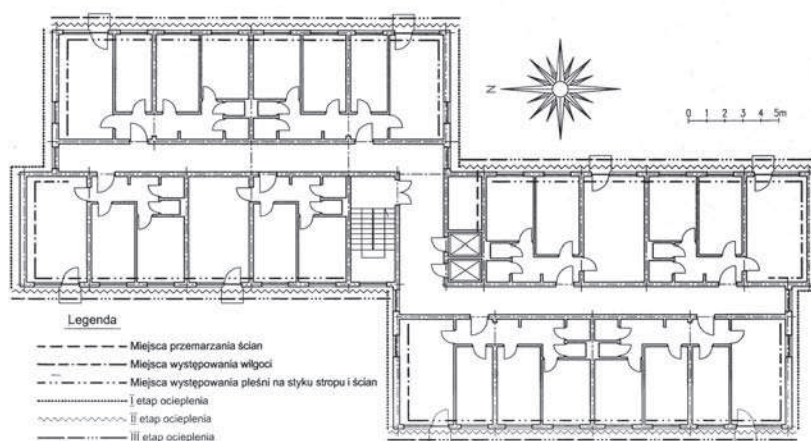 N
0 1 2 3 4 5m
Legenda
Miejsca przemarzania ścian
Miejsca występowania wilgoci
Miejsca występowania pleśni na styku stropu i ścian
I etap ocieplenia
II etap ocieplenia
III etap ocieplenia